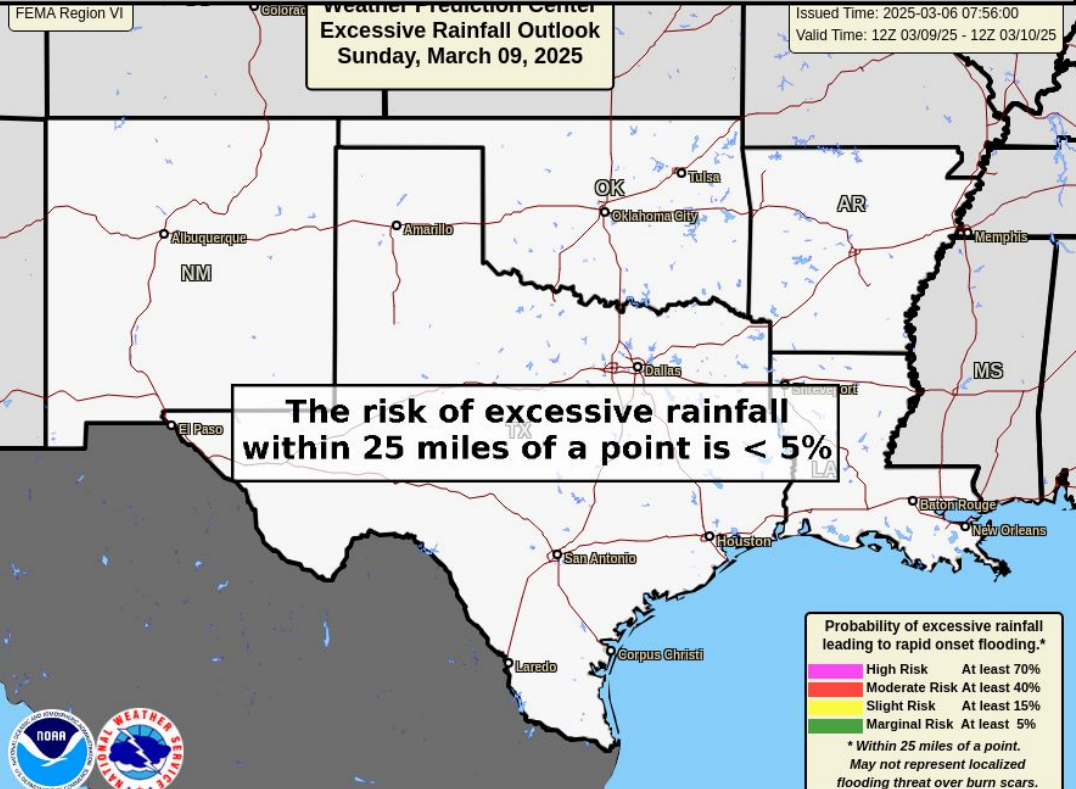 FEMA Region VI
Colorad
Weather Prediction Center
Excessive Rainfall Outlook
Sunday, March 09, 2025
Issued Time: 2025-03-06 07:56:00
Valid Time: 12Z 03/09/25 - 12Z 03/10/25
Tulsa
OK
Oklahoma City
AR
Amarillo
Albuquerque
Memphis
NM
Dallas
MS
Shreveport
The risk of excessive rainfall
TX
within 25 miles of a point is < 5%
El Paso
LA
Baton Rouge
New Orleans
Houston
San Antonio
Corpus Christi
Laredo
Probability of excessive rainfall
leading to rapid onset flooding.*
High Risk At least 70%
Moderate Risk At least 40%
Slight Risk At least 15%
Marginal Risk At least 5%
* Within 25 miles of a point.
May not represent localized
flooding threat over burn scars.
NOAA
NATIONAL WEATHER SERVICE